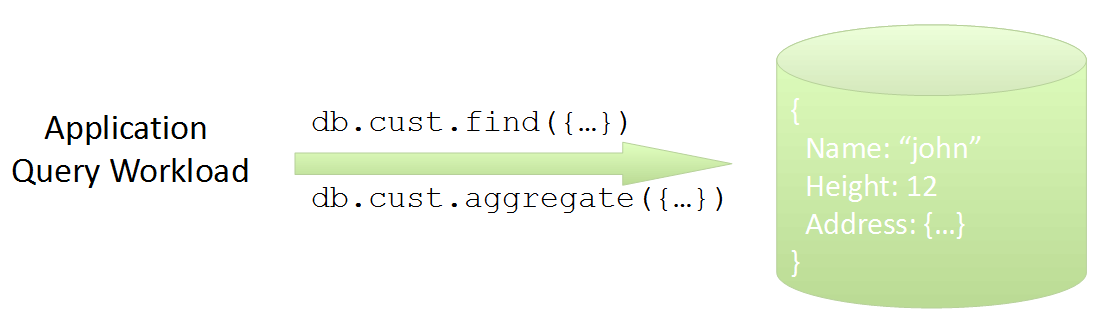 Application
Query Workload
db.cust.find({…})
db.cust.aggregate({…})
{
Name: “john”
Height: 12
Address: {…}
}